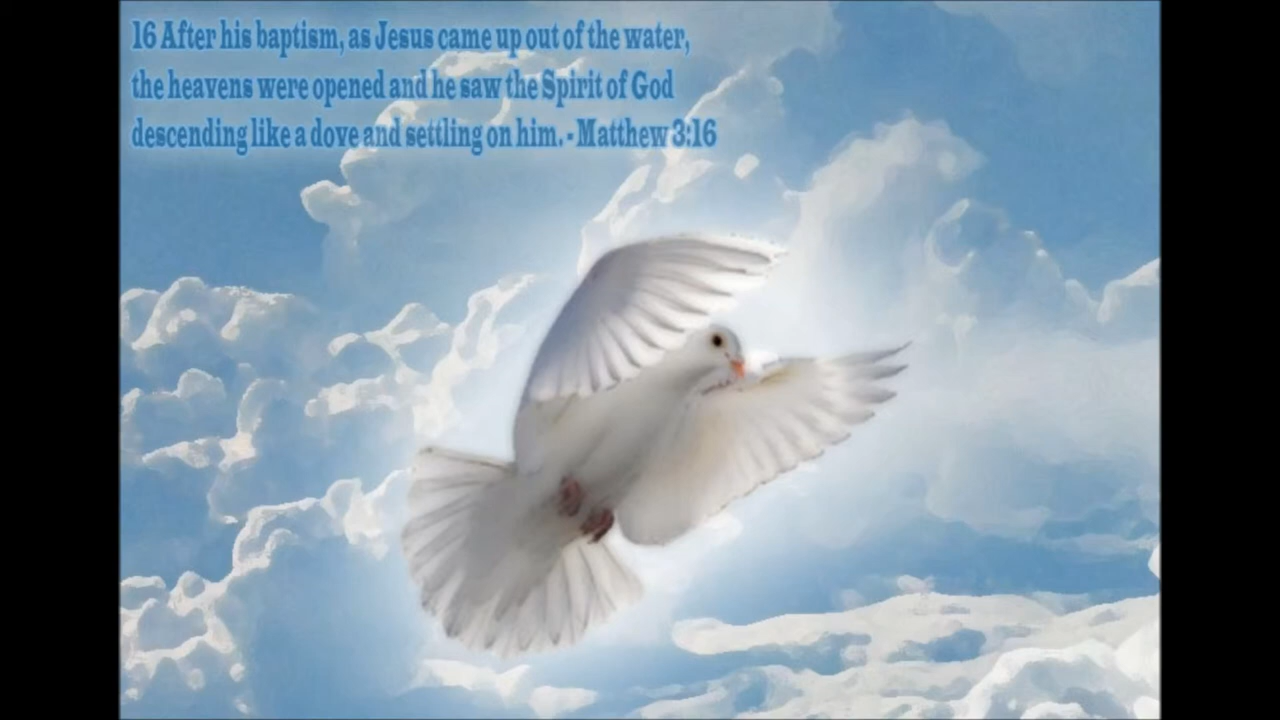 16 After his baptism, as Jesus came up out of the water,
the heavens were opened and he saw the Spirit of God
descending like a dove and settling on him. - Matthew 3:16